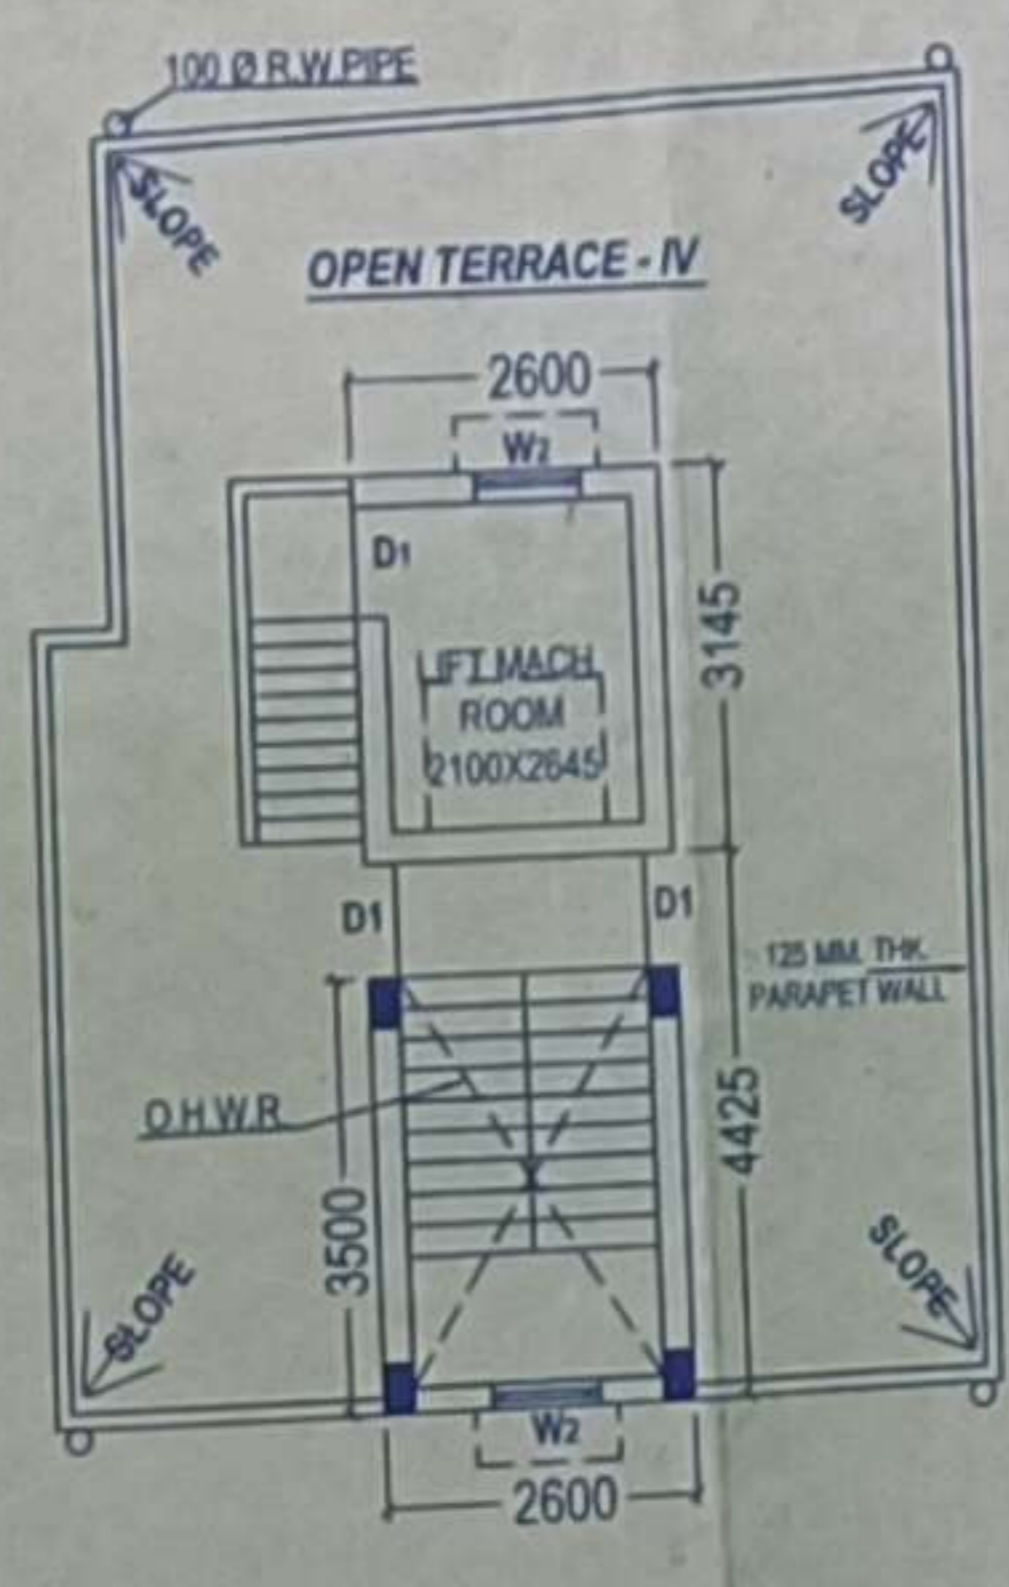 100 Ø R.W.PIPE
SLOPE
SLOPE
OPEN TERRACE - IV
2600
W2
D1
3145
LIFT MACH.
ROOM
2100X2645
D1
D1
125 MM. THK.
PARAPET WALL
O.H.W.R.
4425
3500
SLOPE
SLOPE
W2
2600